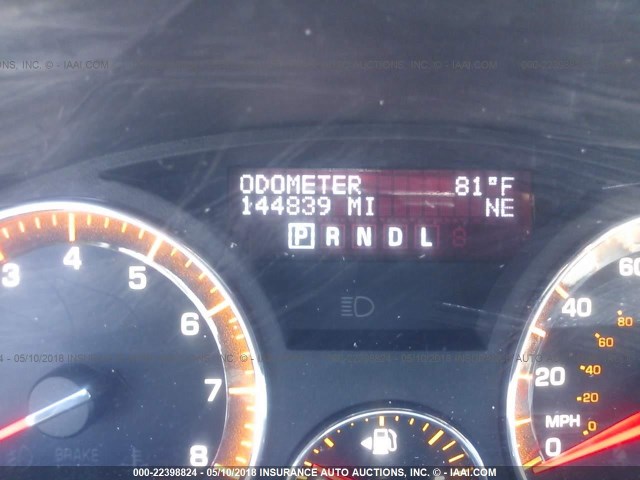 ODOMETER 81°F
144839 MI NE
P R N D L
3 4 5 6 7 8
BRAKE
60
40
20
0
MPH
80
60
40
20
0
000-22398824 - 05/10/2018 INSURANCE AUTO AUCTIONS, INC. - © IAAI.COM